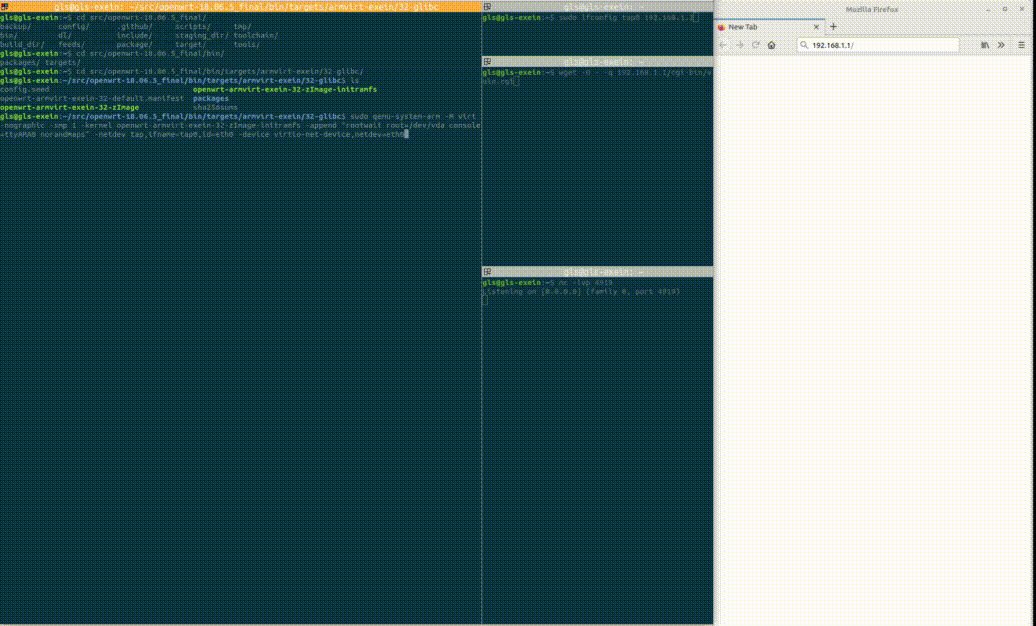 gls@gls-exein: ~/src/openwrt-18.06.5_final/bin/targets/armvirt-exein/32-glibc
gls@gls-exein:~$ cd src/openwrt-18.06.5_final/
backup/ config/ .github/ scripts/ tmp/
bin/ dl/ include/ staging_dir/ toolchain/
build_dir/ feeds/ package/ target/ tools/
gls@gls-exein:~$ cd src/openwrt-18.06.5_final/bin/
packages/ targets/
gls@gls-exein:~$ cd src/openwrt-18.06.5_final/bin/targets/armvirt-exein/32-glibc/
gls@gls-exein:~/src/openwrt-18.06.5_final/bin/targets/armvirt-exein/32-glibc$ ls
config.seed openwrt-armvirt-exein-32-zImage-initramfs
openwrt-armvirt-exein-32-default.manifest packages
openwrt-armvirt-exein-32-zImage sha256sums
gls@gls-exein:~/src/openwrt-18.06.5_final/bin/targets/armvirt-exein/32-glibc$ sudo qemu-system-arm -M virt
-nographic -smp 1 -kernel openwrt-armvirt-exein-32-zImage-initramfs -append "rootwait root=/dev/vda console
=ttyAMA0 norandmaps" -netdev tap,ifname=tap0,id=eth0 -device virtio-net-device,netdev=eth0
gls@gls-exein: ~
gls@gls-exein:~$ sudo ifconfig tap0 192.168.1.2
gls@gls-exein: ~
gls@gls-exein:~$ wget -O - -q 192.168.1.1/cgi-bin/v
gls@gls-exein: ~
gls@gls-exein:~$ nc -lvp 4919
Listening on [0.0.0.0] (family 0, port 4919)
Mozilla Firefox
New Tab
192.168.1.1/